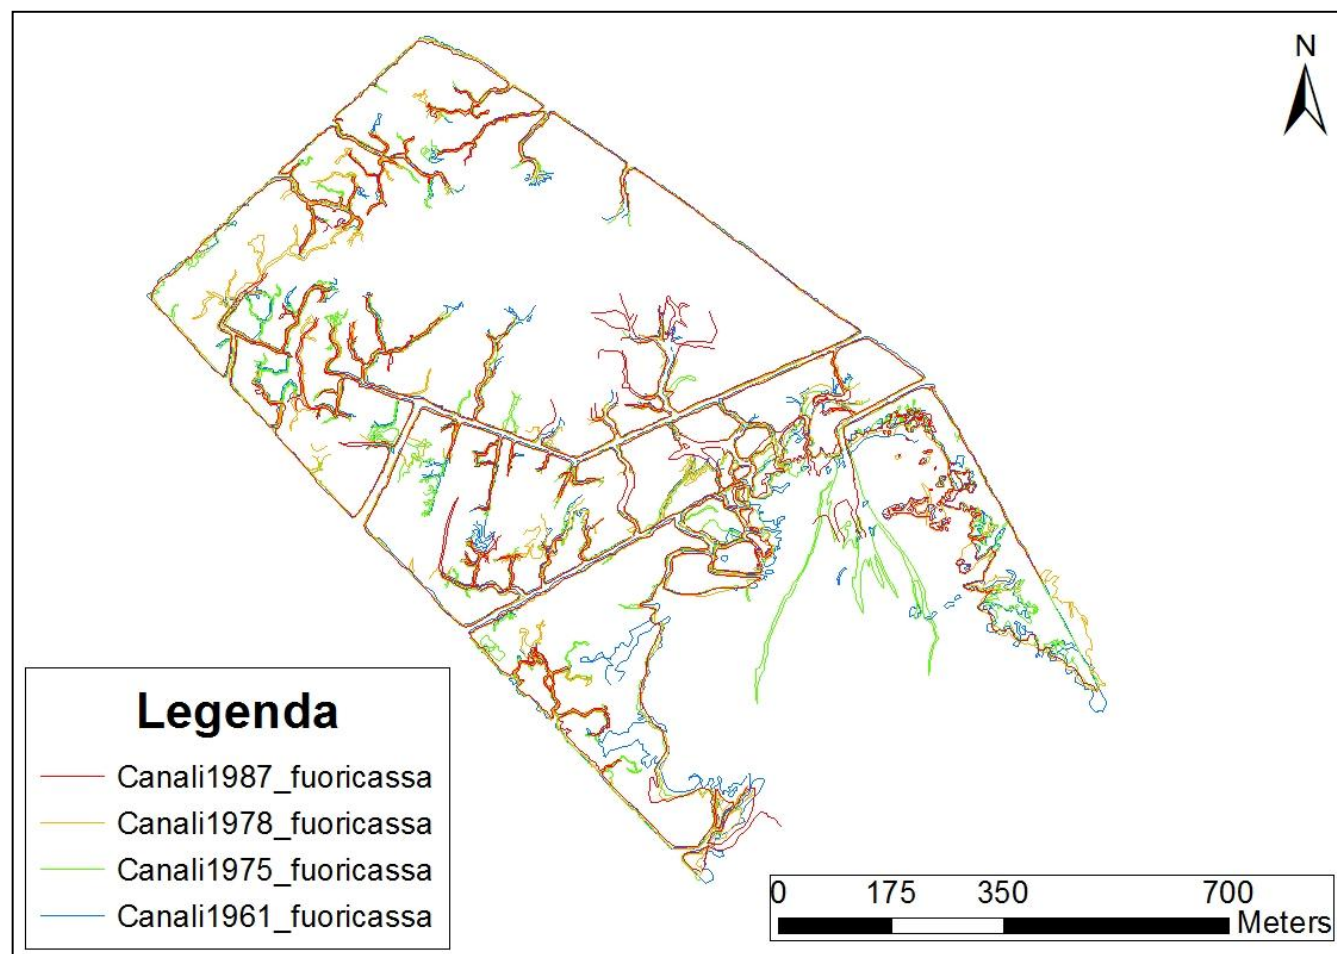 N
Legenda
Canali1987_fuoricassa
Canali1978_fuoricassa
Canali1975_fuoricassa
Canali1961_fuoricassa
0 175 350 700
Meters